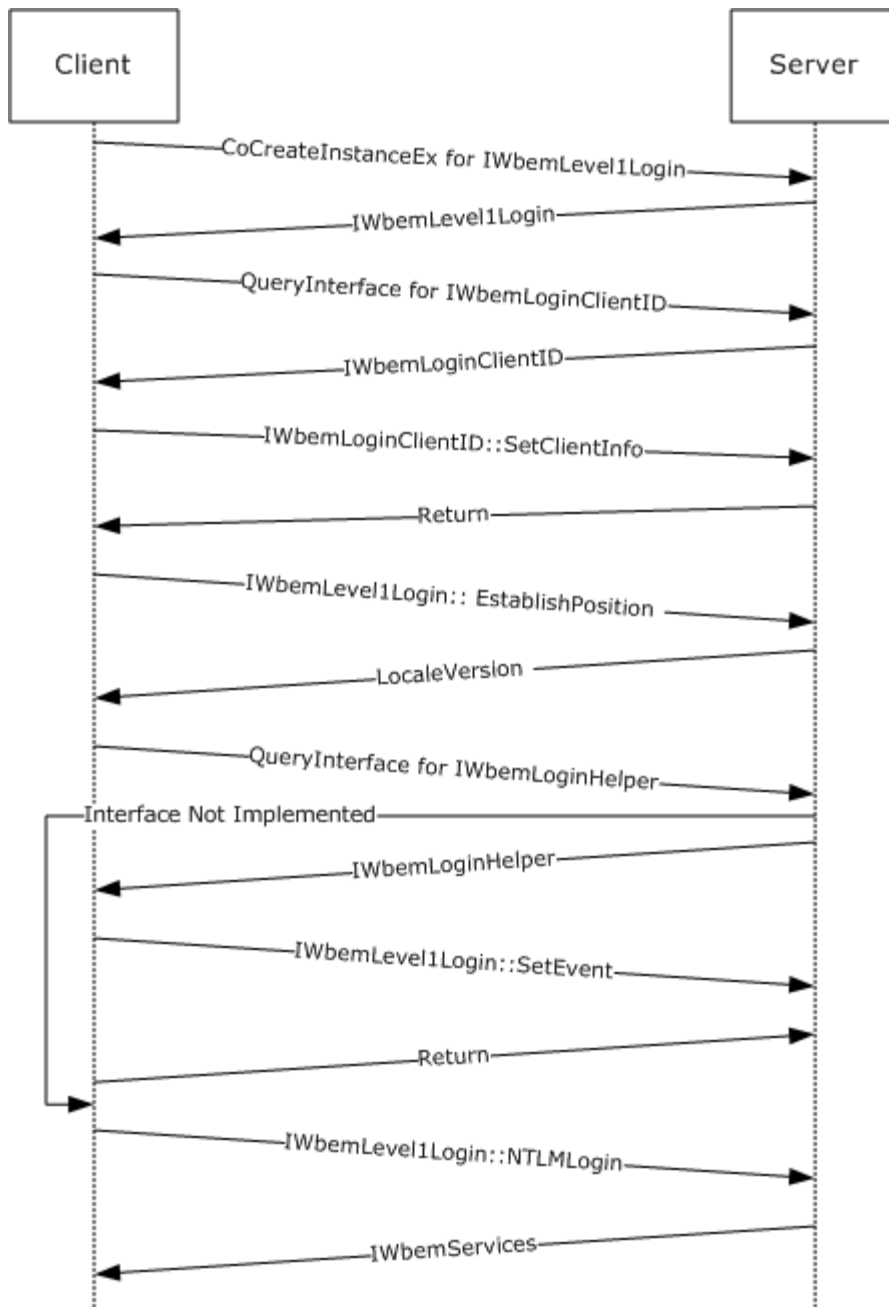 Client
Server
CoCreateInstanceEx for IWbemLevel1Login
IWbemLevel1Login
QueryInterface for IWbemLoginClientID
IWbemLoginClientID
IWbemLoginClientID::SetClientInfo
Return
IWbemLevel1Login:: EstablishPosition
LocaleVersion
QueryInterface for IWbemLoginHelper
Interface Not Implemented
IWbemLoginHelper
IWbemLevel1Login::SetEvent
Return
IWbemLevel1Login::NTLMLogin
IWbemServices